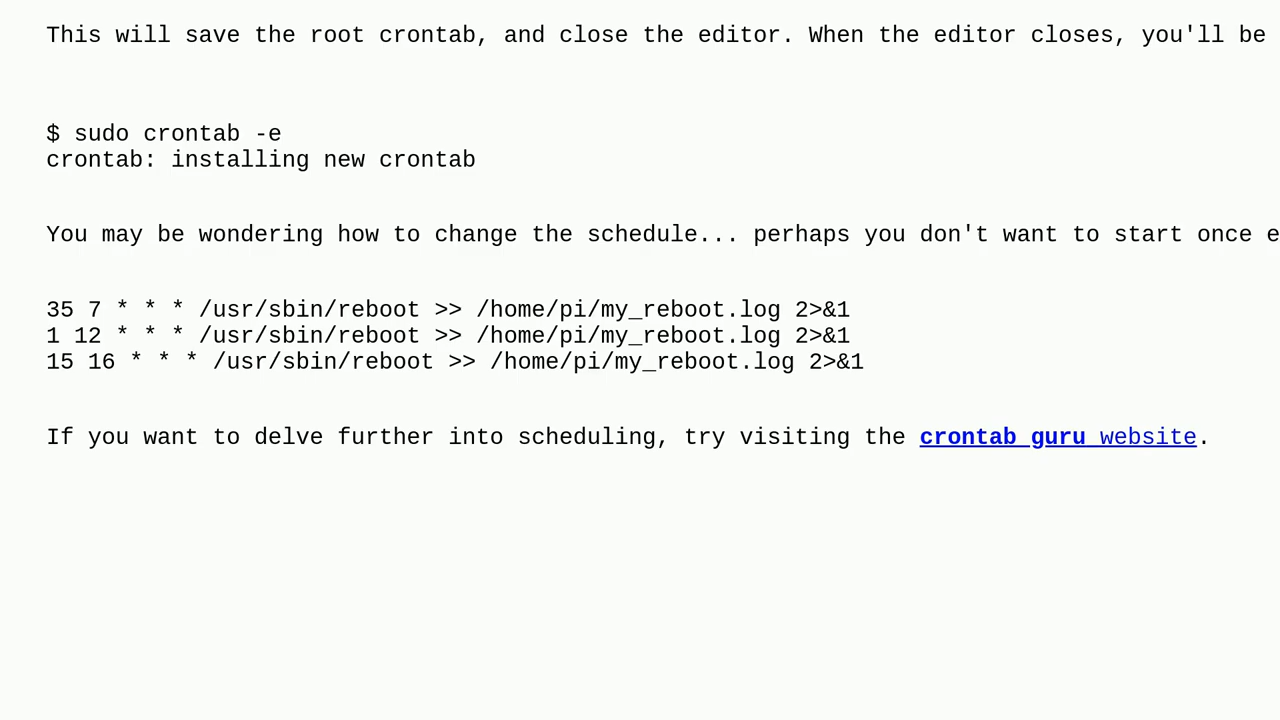 This will save the root crontab, and close the editor. When the editor closes, you'll be
$ sudo crontab -e
crontab: installing new crontab
You may be wondering how to change the schedule... perhaps you don't want to start once e
35 7 * * * /usr/sbin/reboot >> /home/pi/my_reboot.log 2>&1
1 12 * * * /usr/sbin/reboot >> /home/pi/my_reboot.log 2>&1
15 16 * * * /usr/sbin/reboot >> /home/pi/my_reboot.log 2>&1
If you want to delve further into scheduling, try visiting the crontab guru website.